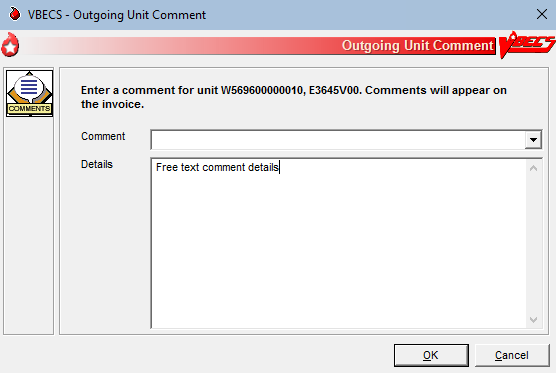 VBECS - Outgoing Unit Comment
Outgoing Unit Comment VBECS
COMMENTS
Enter a comment for unit W569600000010, E3645V00. Comments will appear on
the invoice.
Comment
Details
Free text comment details
OK Cancel